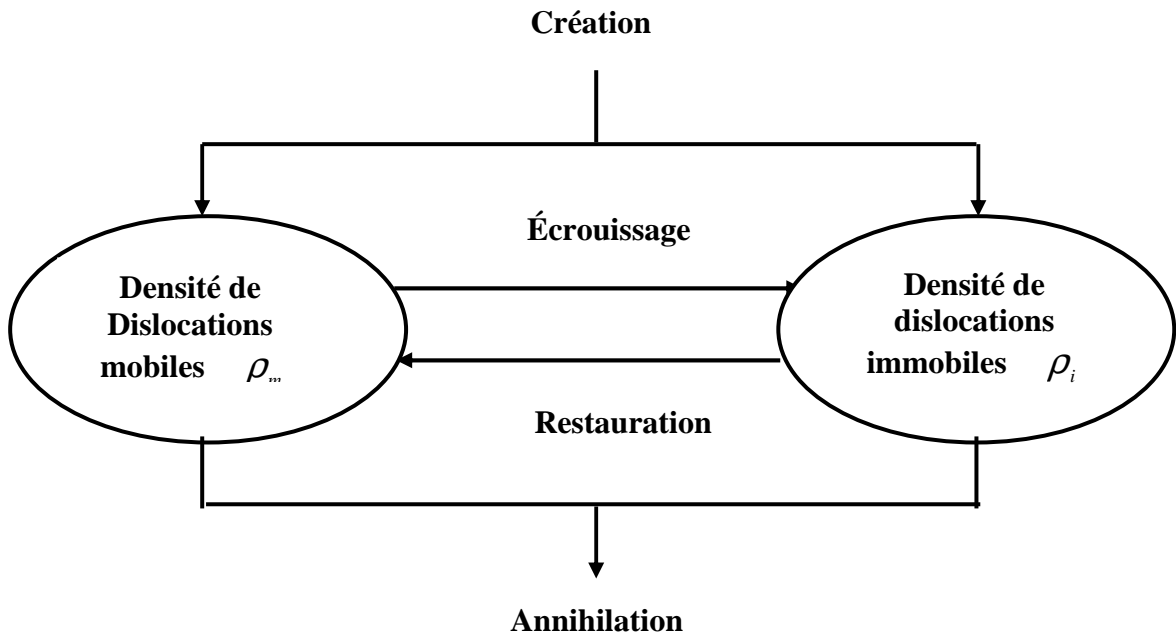 Création
Écrouissage
Densité de
Dislocations
mobiles ρₘ
Densité de
dislocations
immobiles ρᵢ
Restauration
Annihilation